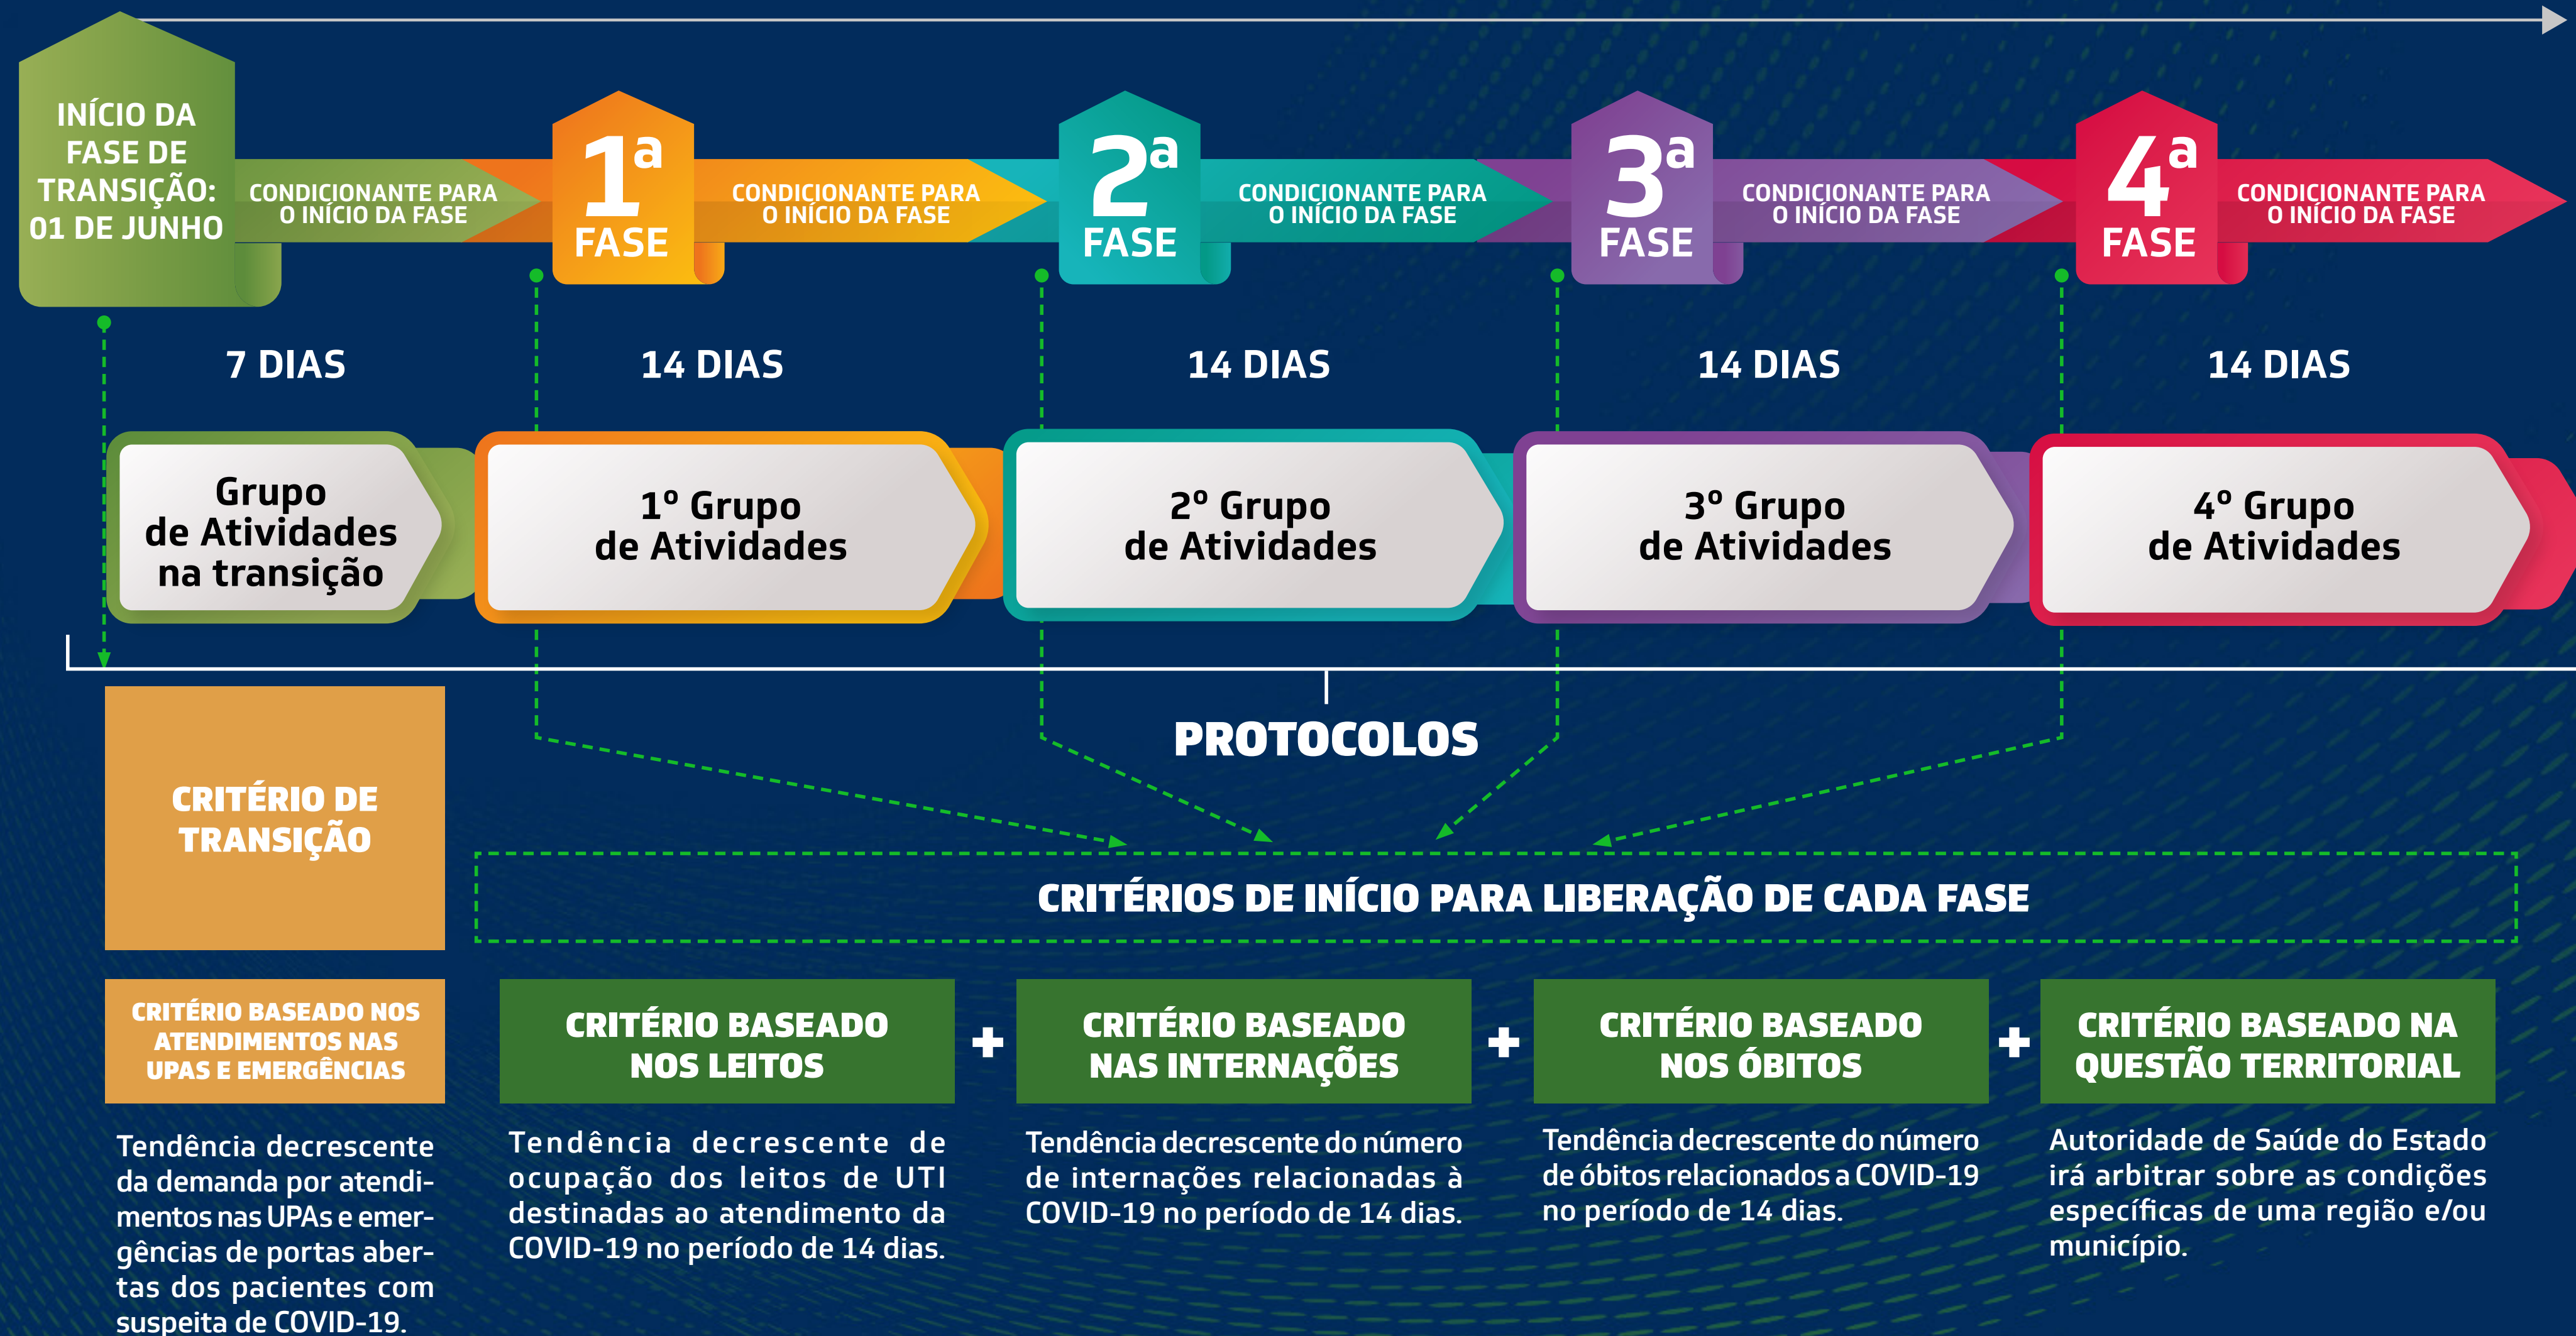 INÍCIO DA
FASE DE
TRANSIÇÃO:
01 DE JUNHO
CONDICIONANTE PARA
O INÍCIO DA FASE
1ª
FASE
CONDICIONANTE PARA
O INÍCIO DA FASE
2ª
FASE
CONDICIONANTE PARA
O INÍCIO DA FASE
3ª
FASE
CONDICIONANTE PARA
O INÍCIO DA FASE
4ª
FASE
CONDICIONANTE PARA
O INÍCIO DA FASE
7 DIAS
14 DIAS
14 DIAS
14 DIAS
14 DIAS
Grupo
de Atividades
na transição
1º Grupo
de Atividades
2º Grupo
de Atividades
3º Grupo
de Atividades
4º Grupo
de Atividades
PROTOCOLOS
CRITÉRIO DE
TRANSIÇÃO
CRITÉRIOS DE INÍCIO PARA LIBERAÇÃO DE CADA FASE
CRITÉRIO BASEADO NOS
ATENDIMENTOS NAS
UPAS E EMERGÊNCIAS
Tendência decrescente
da demanda por atendi-
mentos nas UPAs e emer-
gências de portas aber-
tas dos pacientes com
suspeita de COVID-19.
CRITÉRIO BASEADO
NOS LEITOS
Tendência decrescente de
ocupação dos leitos de UTI
destinadas ao atendimento da
COVID-19 no período de 14 dias.
+
CRITÉRIO BASEADO
NAS INTERNAÇÕES
Tendência decrescente do número
de internações relacionadas à
COVID-19 no período de 14 dias.
+
CRITÉRIO BASEADO
NOS ÓBITOS
Tendência decrescente do número
de óbitos relacionados a COVID-19
no período de 14 dias.
+
CRITÉRIO BASEADO NA
QUESTÃO TERRITORIAL
Autoridade de Saúde do Estado
irá arbitrar sobre as condições
específicas de uma região e/ou
município.